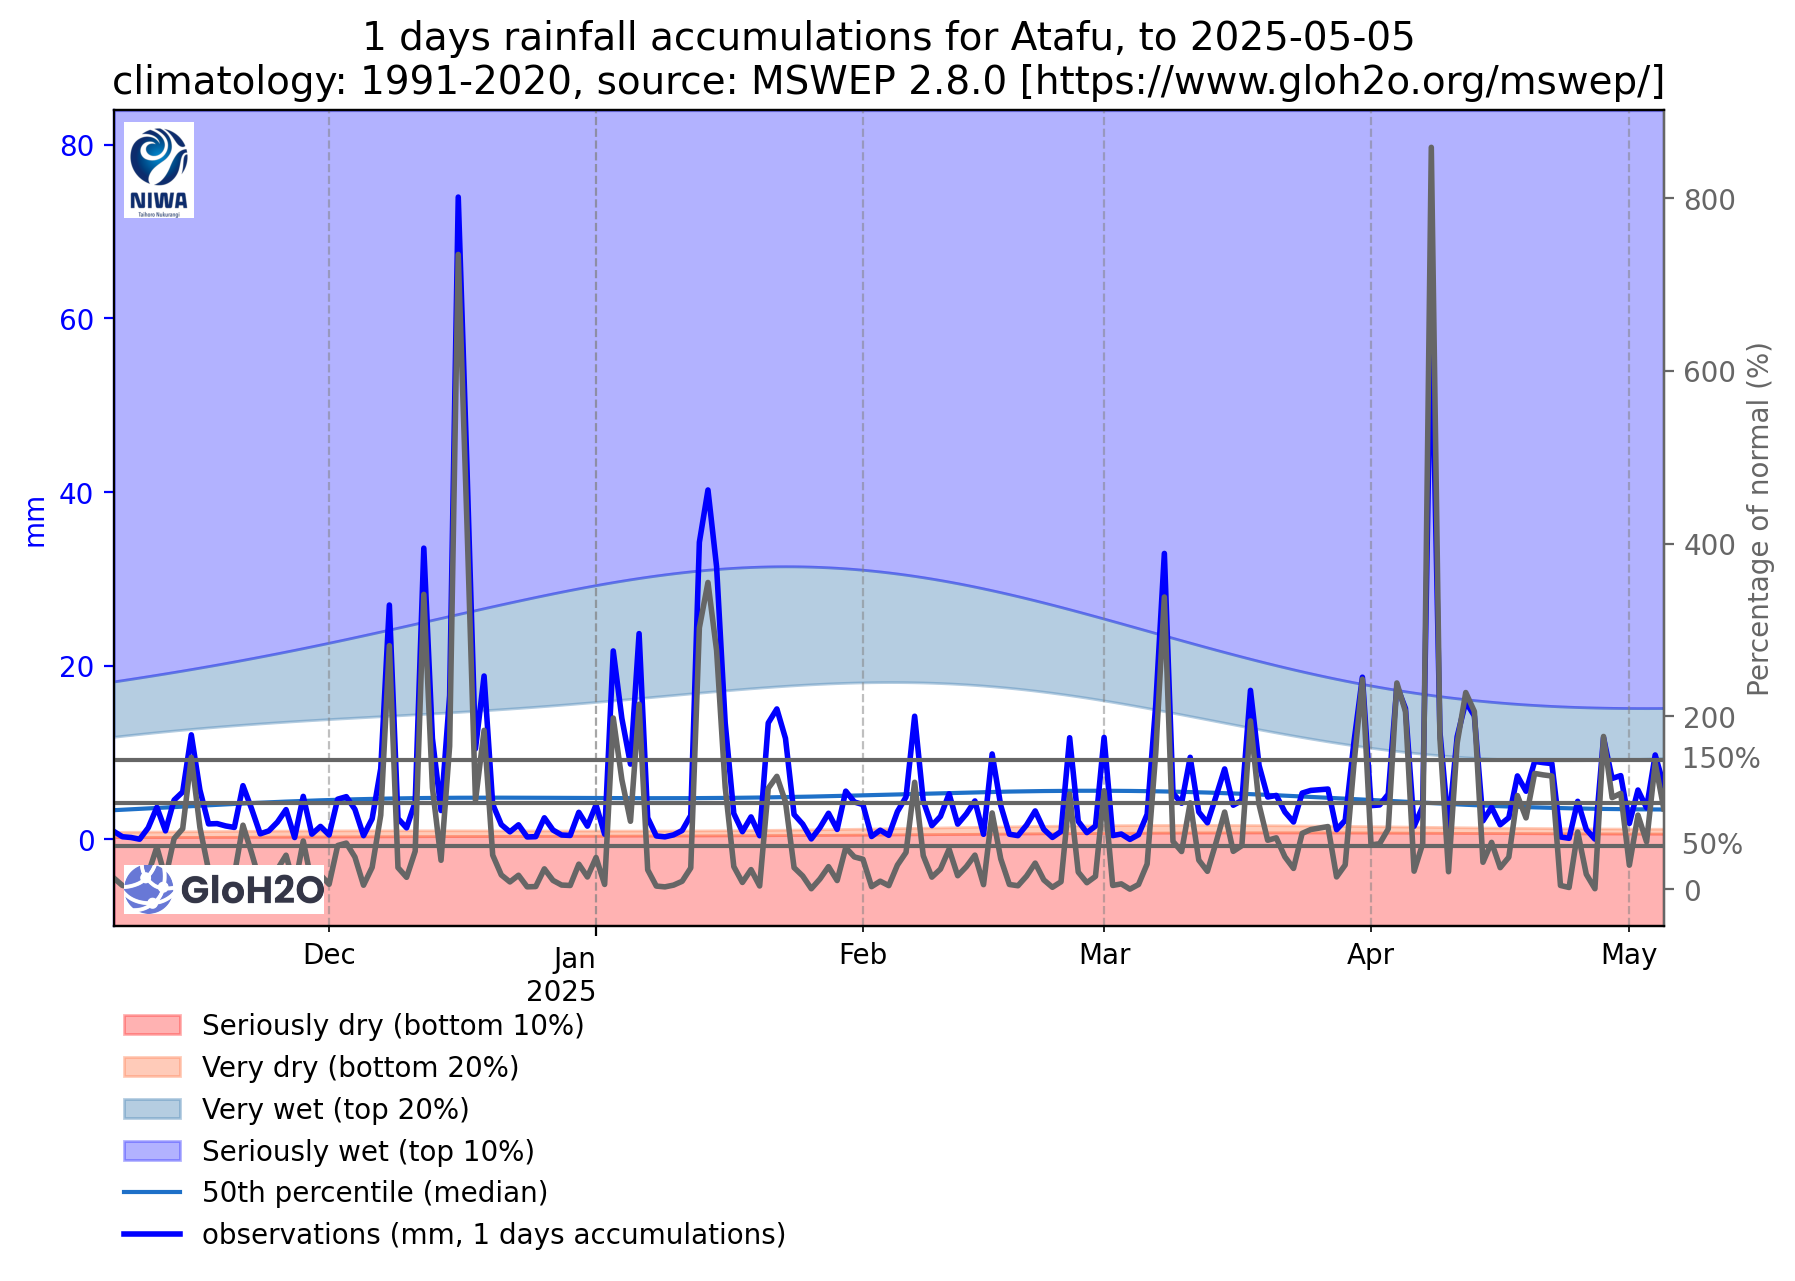 1 days rainfall accumulations for Atafu, to 2025-05-05
climatology: 1991-2020, source: MSWEP 2.8.0 [https://www.gloh2o.org/mswep/]
NIWA
Taihoro Nukurangi
80
60
40
20
0
mm
800
600
400
200
150%
50%
0
Percentage of normal (%)
GloH2O
Dec
Jan
2025
Feb
Mar
Apr
May
Seriously dry (bottom 10%)
Very dry (bottom 20%)
Very wet (top 20%)
Seriously wet (top 10%)
50th percentile (median)
observations (mm, 1 days accumulations)